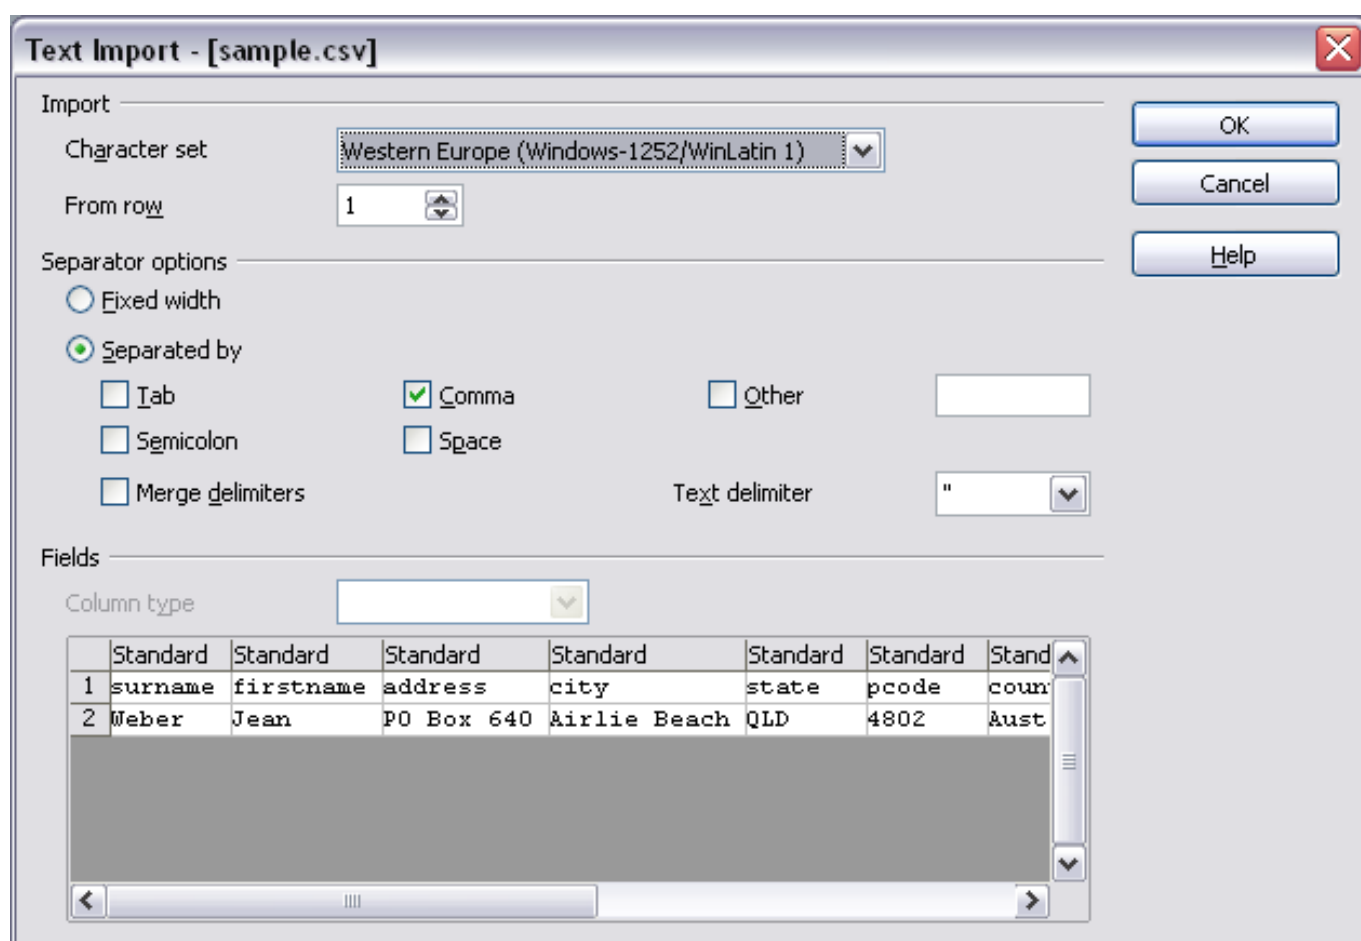 Text Import - [sample.csv]
Import
Character set Western Europe (Windows-1252/WinLatin 1)
From row 1
OK
Cancel
Help
Separator options
Fixed width
Separated by
Tab Comma Other
Semicolon Space
Merge delimiters Text delimiter "
Fields
Column type
Standard Standard Standard Standard Standard Standard Stand
1 surname firstname address city state pcode coun
2 Weber Jean PO Box 640 Airlie Beach QLD 4802 Aust